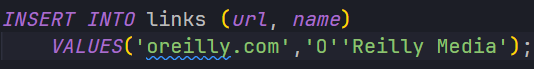 INSERT INTO links (url, name)
    VALUES('oreilly.com','O''Reilly Media');